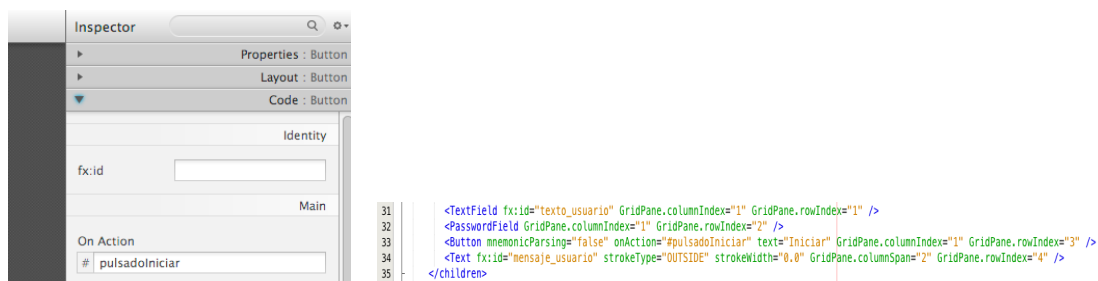 Inspector
Properties : Button
Layout : Button
Code : Button
Identity
fx:id
Main
On Action
# pulsadoIniciar
31 <TextField fx:id="texto_usuario" GridPane.columnIndex="1" GridPane.rowIndex="1" />
32 <PasswordField GridPane.columnIndex="1" GridPane.rowIndex="2" />
33 <Button mnemonicParsing="false" onAction="#pulsadoIniciar" text="Iniciar" GridPane.columnIndex="1" GridPane.rowIndex="3" />
34 <Text fx:id="mensaje_usuario" strokeType="OUTSIDE" strokeWidth="0.0" GridPane.columnSpan="2" GridPane.rowIndex="4" />
35 </children>